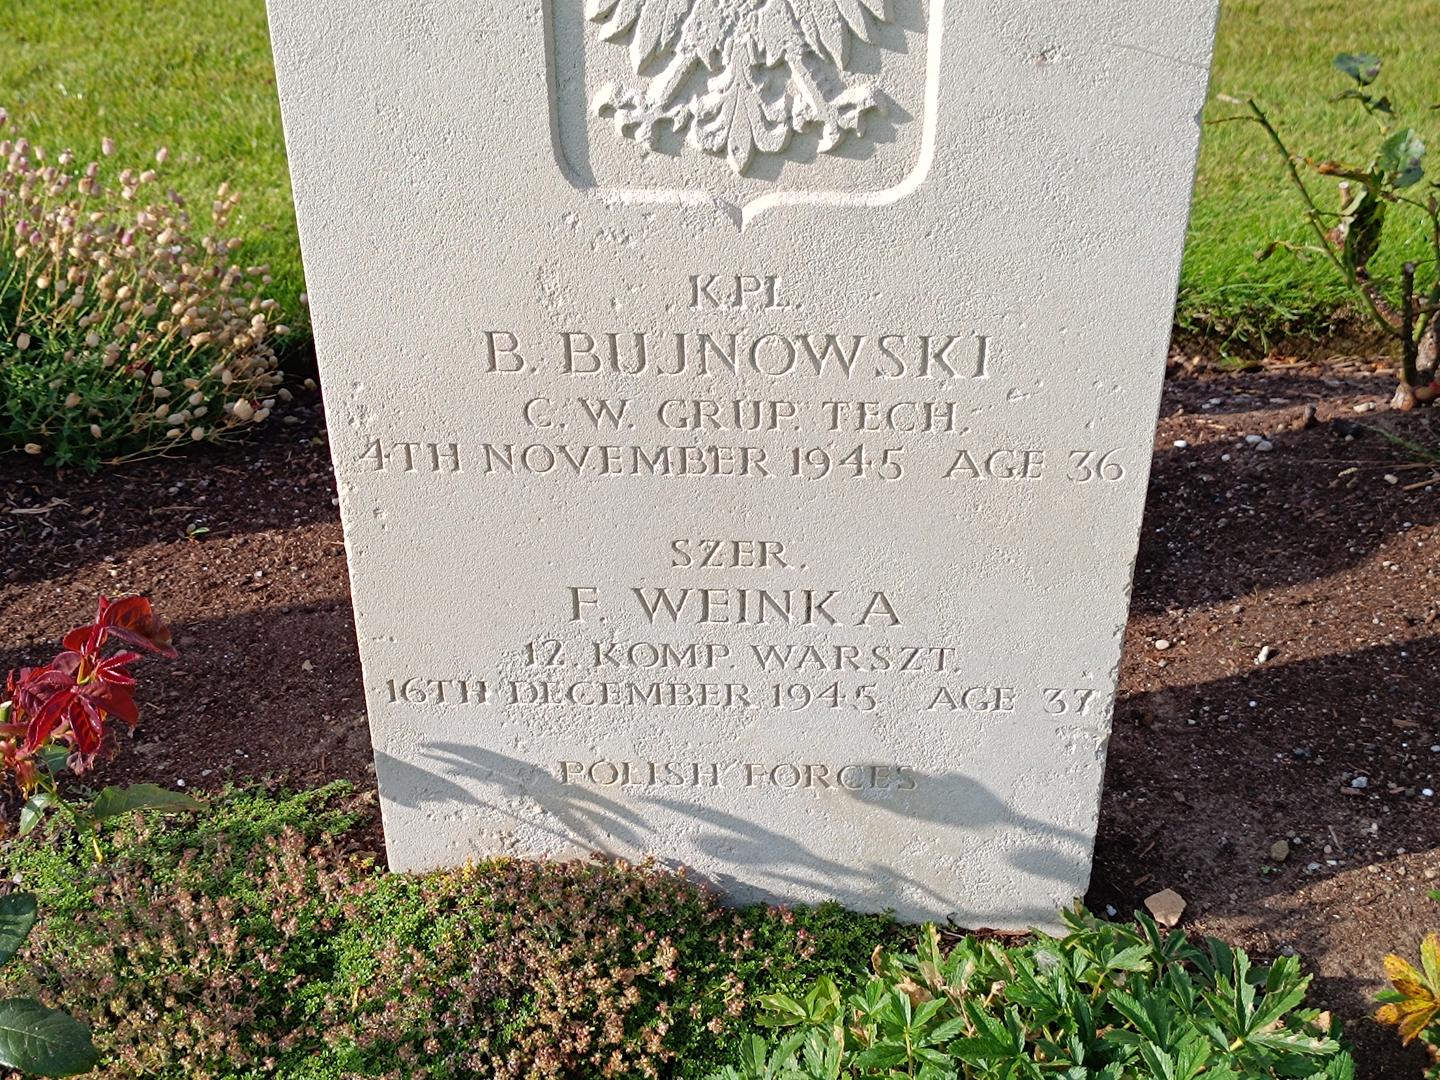 KPL.
B. BUJNOWSKI
C.W. GRUP. TECH.
4TH NOVEMBER 1945 AGE 36
SZER.
F. WEINKA
12. KOMP. WARSZT.
16TH DECEMBER 1945 AGE 37
POLISH FORCES